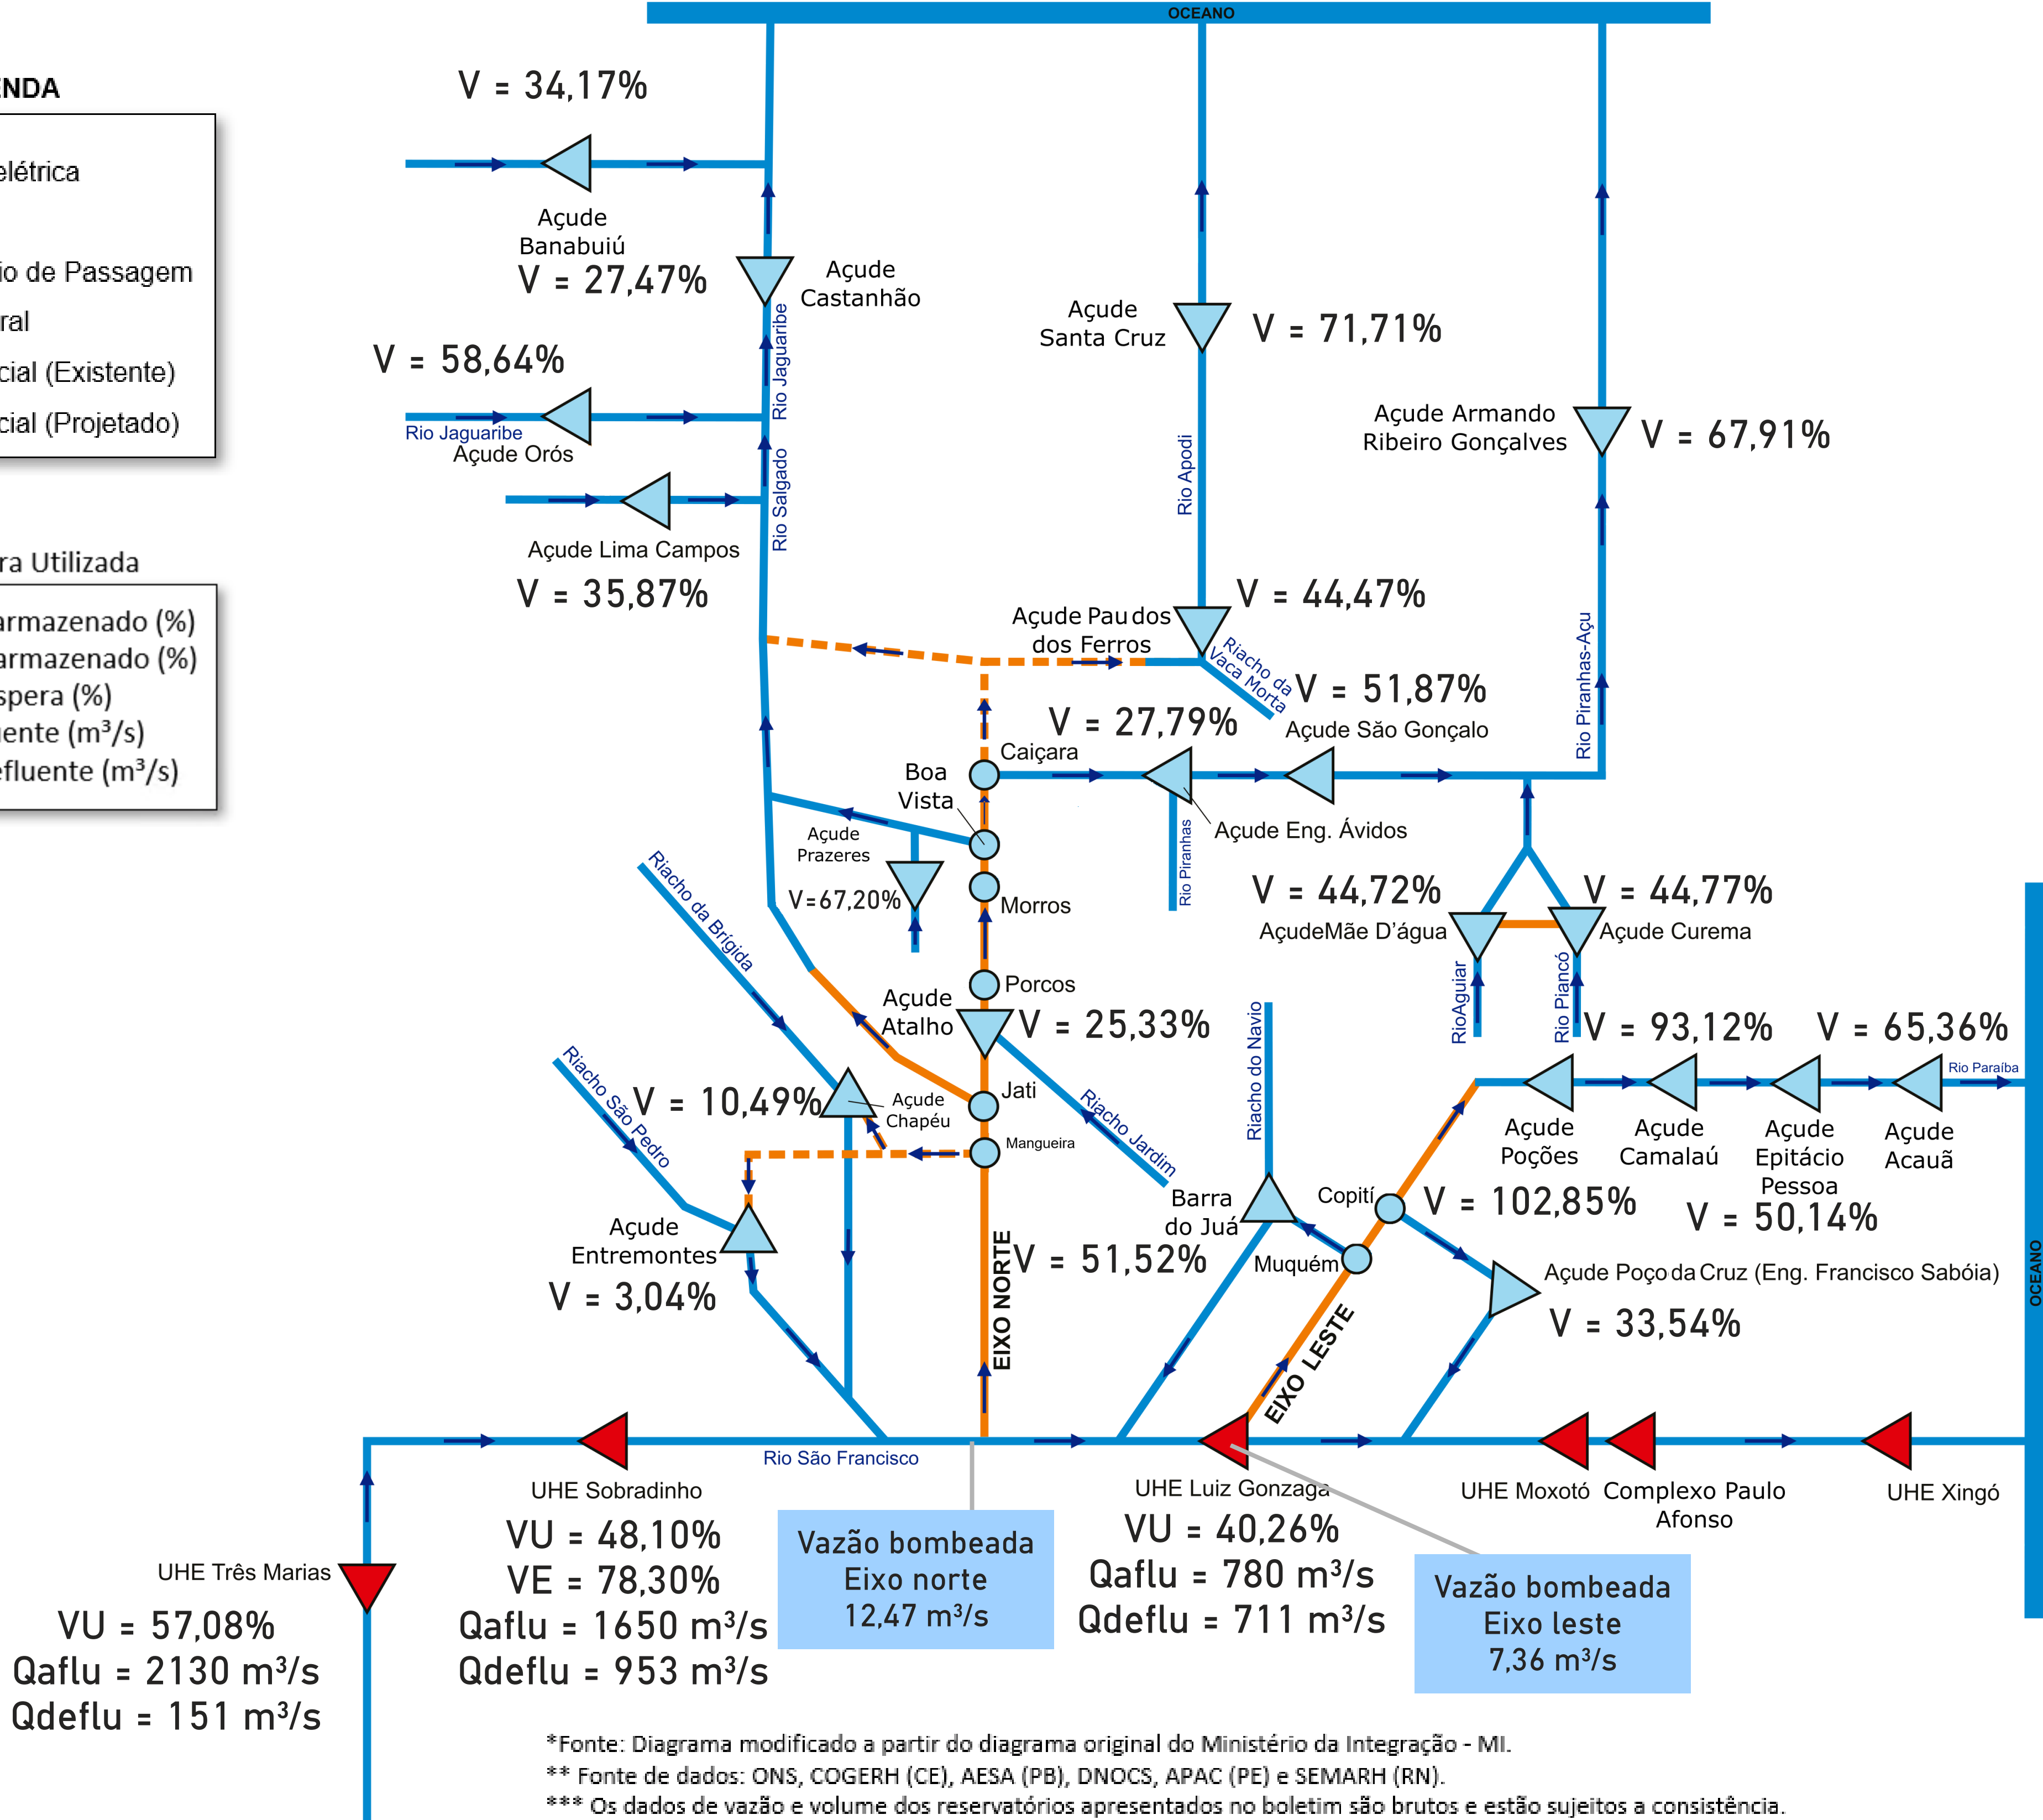 OCEANO
ENDA
elétrica
io de Passagem
ral
cial (Existente)
cial (Projetado)
ra Utilizada
armazenado (%)
armazenado (%)
spera (%)
uente (m³/s)
efluente (m³/s)
V = 34,17%
Açude
Banabuiú
V = 27,47%
Açude
Castanhão
V = 58,64%
Rio Jaguaribe
Açude Orós
Rio Jaguaribe
Rio Salgado
Açude Lima Campos
V = 35,87%
Açude
Santa Cruz
V = 71,71%
Rio Apodi
Açude Armando
Ribeiro Gonçalves
V = 67,91%
Rio Piranhas-Açu
Açude Pau dos
dos Ferros
V = 44,47%
Riacho da
Vaca Morta
V = 51,87%
Açude São Gonçalo
V = 27,79%
Caiçara
Boa
Vista
Açude Eng. Ávidos
Rio Piranhas
Açude
Prazeres
V=67,20%
Morros
V = 44,72%
AçudeMãe D'água
V = 44,77%
Açude Curema
RioAguiar
Rio Piancó
Riacho da Brígida
Porcos
Açude
Atalho
V = 25,33%
Riacho São Pedro
V = 10,49%
Açude
Chapéu
Jati
Mangueira
Riacho Jardim
Riacho do Navio
V = 93,12%
V = 65,36%
Rio Paraíba
Açude
Poções
Açude
Camalaú
Açude
Epitácio
Pessoa
Açude
Acauã
V = 102,85%
V = 50,14%
Açude
Entremontes
V = 3,04%
EIXO NORTE
V = 51,52%
Barra
do Juá
Copití
Muquém
EIXO LESTE
Açude Poço da Cruz (Eng. Francisco Sabóia)
V = 33,54%
OCEANO
Rio São Francisco
UHE Sobradinho
VU = 48,10%
VE = 78,30%
Qaflu = 1650 m³/s
Qdeflu = 953 m³/s
UHE Três Marias
VU = 57,08%
Qaflu = 2130 m³/s
Qdeflu = 151 m³/s
Vazão bombeada
Eixo norte
12,47 m³/s
UHE Luiz Gonzaga
VU = 40,26%
Qaflu = 780 m³/s
Qdeflu = 711 m³/s
Vazão bombeada
Eixo leste
7,36 m³/s
UHE Moxotó
Complexo Paulo
Afonso
UHE Xingó
*Fonte: Diagrama modificado a partir do diagrama original do Ministério da Integração - MI.
** Fonte de dados: ONS, COGERH (CE), AESA (PB), DNOCS, APAC (PE) e SEMARH (RN).
*** Os dados de vazão e volume dos reservatórios apresentados no boletim são brutos e estão sujeitos a consistência.